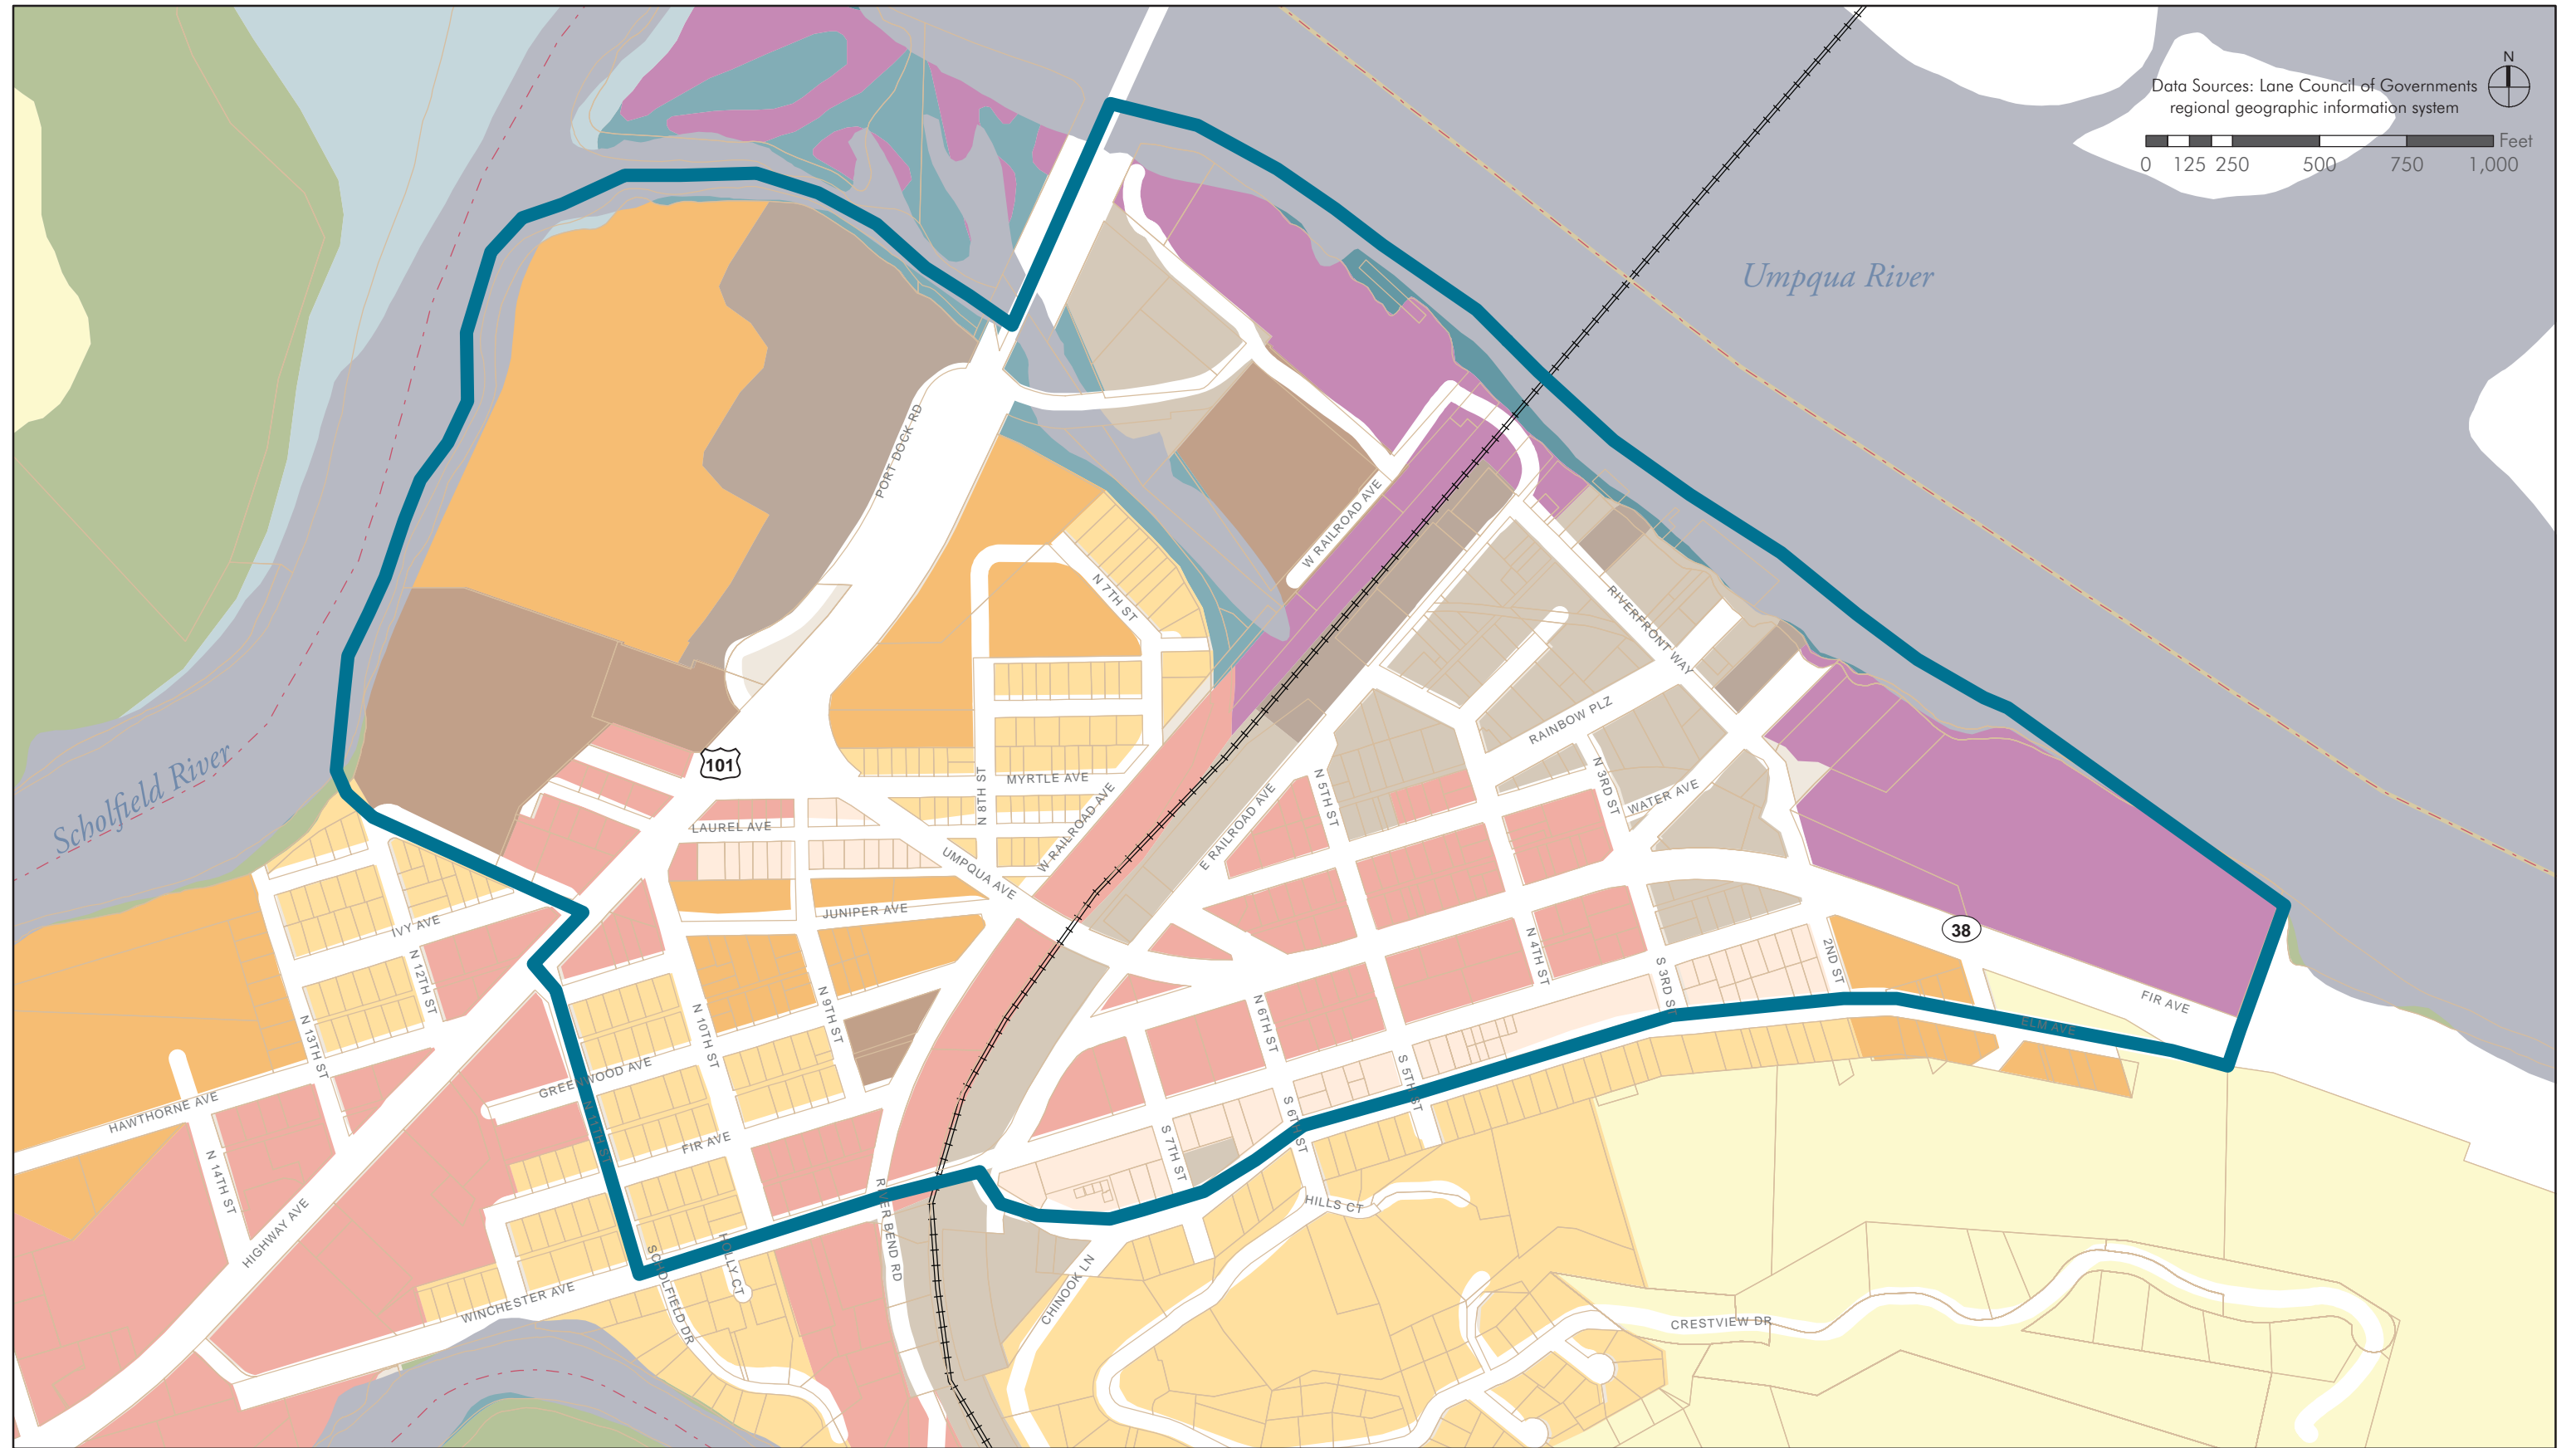 N
Data Sources: Lane Council of Governments
regional geographic information system
Feet
0 125 250 500 750 1,000
Umpqua River
Scholfield River
PORT DOCK RD
W RAILROAD AVE
N 7TH ST
RIVERFRONT WAY
RAINBOW PLZ
101
MYRTLE AVE
N 8TH ST
W RAILROAD AVE
E RAILROAD AVE
N 5TH ST
N 3RD ST
WATER AVE
LAUREL AVE
UMPQUA AVE
JUNIPER AVE
IVY AVE
N 12TH ST
N 13TH ST
N 10TH ST
N 9TH ST
N 4TH ST
S 3RD ST
2ND ST
38
FIR AVE
ELM AVE
N 6TH ST
S 5TH ST
S 6TH ST
S 7TH ST
GREENWOOD AVE
N 11TH ST
FIR AVE
HAWTHORNE AVE
N 14TH ST
HIGHWAY AVE
RIVER BEND RD
HILLS CT
HOLLY CT
SCHOLFIELD DR
WINCHESTER AVE
CHINOOK LN
CRESTVIEW DR